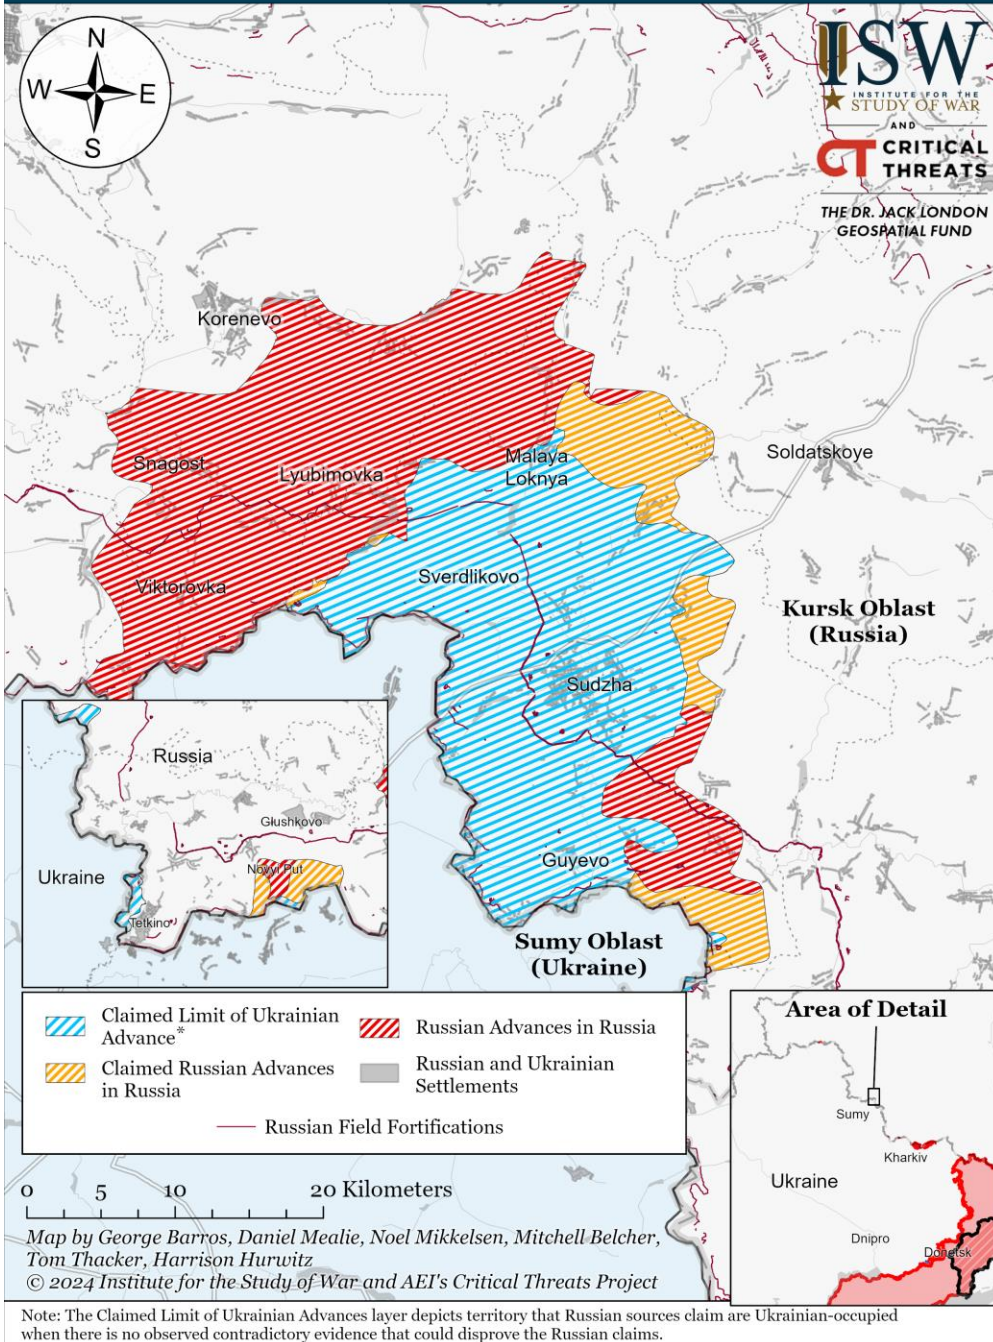 N
W
E
S
ISW
INSTITUTE FOR THE
STUDY OF WAR
AND
CT CRITICAL
THREATS
THE DR. JACK LONDON
GEOSPATIAL FUND
Korenevo
Snagost
Lyubimovka
Malaya
Loknya
Soldatskoye
Viktorovka
Sverdlikovo
Kursk Oblast
(Russia)
Sudzha
Guyevo
Sumy Oblast
(Ukraine)
Russia
Glushkovo
Ukraine
Novyi Put
Tetkino
Claimed Limit of Ukrainian
Advance*
Russian Advances in Russia
Claimed Russian Advances
in Russia
Russian and Ukrainian
Settlements
Russian Field Fortifications
Area of Detail
Sumy
Kharkiv
Ukraine
Dnipro
Donetsk
0 5 10 20 Kilometers
Map by George Barros, Daniel Mealie, Noel Mikkelsen, Mitchell Belcher,
Tom Thacker, Harrison Hurwitz
© 2024 Institute for the Study of War and AEI's Critical Threats Project
Note: The Claimed Limit of Ukrainian Advances layer depicts territory that Russian sources claim are Ukrainian-occupied
when there is no observed contradictory evidence that could disprove the Russian claims.